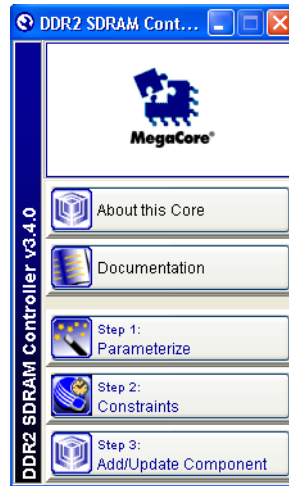 DDR2 SDRAM Cont...
MegaCore®
DDR2 SDRAM Controller v3.4.0
About this Core
Documentation
Step 1:
Parameterize
Step 2:
Constraints
Step 3:
Add/Update Component